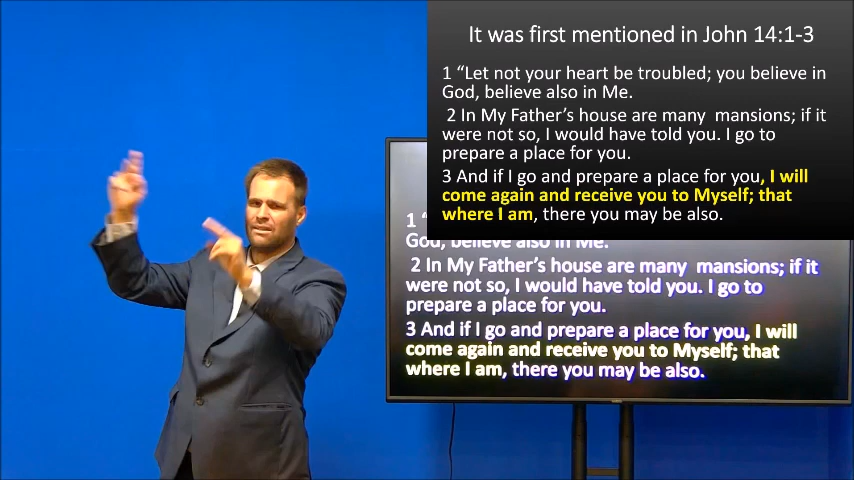 It was first mentioned in John 14:1-3
1 “Let not your heart be troubled; you believe in
God, believe also in Me.
2 In My Father’s house are many mansions; if it
were not so, I would have told you. I go to
prepare a place for you.
3 And if I go and prepare a place for you, I will
come again and receive you to Myself; that
where I am, there you may be also.
1 “
God, believe also in Me.
2 In My Father’s house are many mansions; if it
were not so, I would have told you. I go to
prepare a place for you.
3 And if I go and prepare a place for you, I will
come again and receive you to Myself; that
where I am, there you may be also.